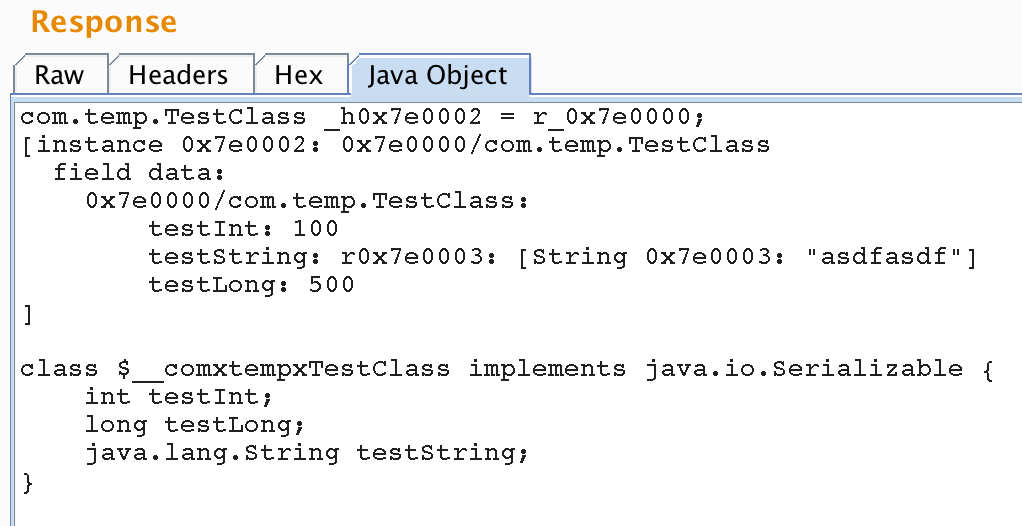 Response
Raw Headers Hex Java Object
com.temp.TestClass _h0x7e0002 = r_0x7e0000;
[instance 0x7e0002: 0x7e0000/com.temp.TestClass
  field data:
    0x7e0000/com.temp.TestClass:
        testInt: 100
        testString: r0x7e0003: [String 0x7e0003: "asdfasdf"]
        testLong: 500
]
class $__comxtempxTestClass implements java.io.Serializable {
    int testInt;
    long testLong;
    java.lang.String testString;
}